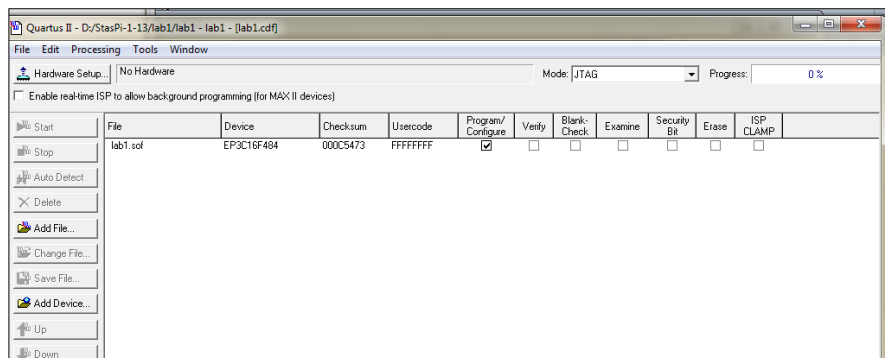 Quartus II - D:/StasPi-1-13/lab1/lab1 - lab1 - [lab1.cdf]
File Edit Processing Tools Window
Hardware Setup... No Hardware Mode: JTAG Progress: 0 %
Enable real-time ISP to allow background programming (for MAX II devices)
Start
Stop
Auto Detect
Delete
Add File...
Change File...
Save File...
Add Device...
Up
Down
File Device Checksum Usercode Program/ Configure Verify Blank- Check Examine Security Bit Erase ISP CLAMP
lab1.sof EP3C16F484 000C5473 FFFFFFFF